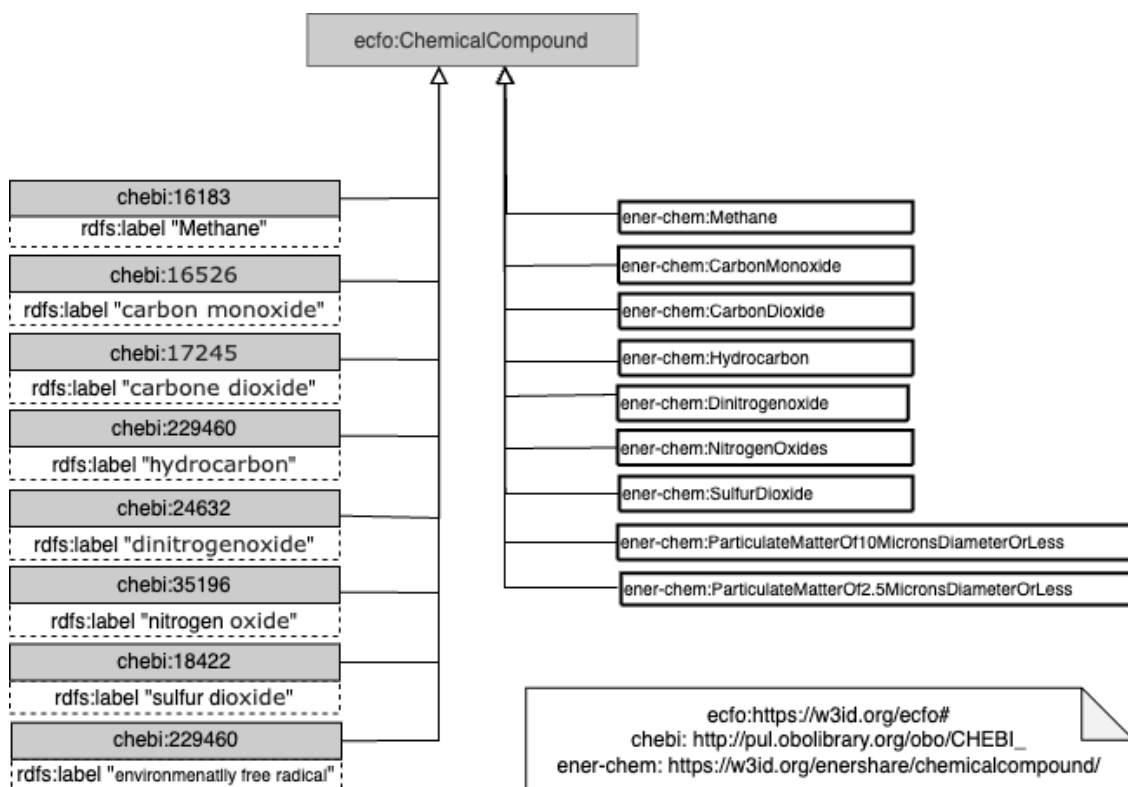 ecfo:ChemicalCompound
chebi:16183
rdfs:label "Methane"
chebi:16526
rdfs:label "carbon monoxide"
chebi:17245
rdfs:label "carbone dioxide"
chebi:229460
rdfs:label "hydrocarbon"
chebi:24632
rdfs:label "dinitrogenoxide"
chebi:35196
rdfs:label "nitrogen oxide"
chebi:18422
rdfs:label "sulfur dioxide"
chebi:229460
rdfs:label "environmenatlly free radical"
ener-chem:Methane
ener-chem:CarbonMonoxide
ener-chem:CarbonDioxide
ener-chem:Hydrocarbon
ener-chem:Dinitrogenoxide
ener-chem:NitrogenOxides
ener-chem:SulfurDioxide
ener-chem:ParticulateMatterOf10MicronsDiameterOrLess
ener-chem:ParticulateMatterOf2.5MicronsDiameterOrLess
ecfo:https://w3id.org/ecfo#
chebi: http://pul.obolibrary.org/obo/CHEBI_
ener-chem: https://w3id.org/enershare/chemicalcompound/